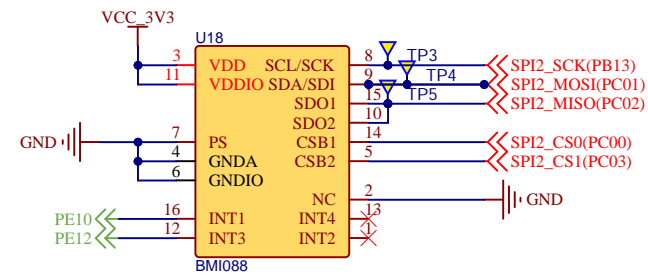 VCC_3V3
U18
3 VDD SCL/SCK 8 TP3 SPI2_SCK(PB13)
11 VDDIO SDA/SDI 9 TP4 SPI2_MOSI(PC01)
SDO1 15 TP5 SPI2_MISO(PC02)
SDO2 10
GND 7 PS CSB1 14 SPI2_CS0(PC00)
4 GNDA CSB2 5 SPI2_CS1(PC03)
6 GNDIO
NC 2 GND
PE10 16 INT1 INT4 13
PE12 12 INT3 INT2 1
BMI088